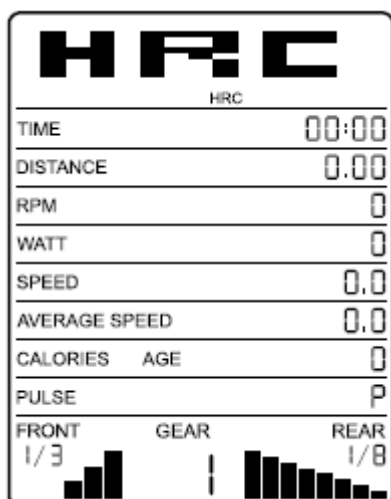 HRC
HRC
TIME 00:00
DISTANCE 0.00
RPM 0
WATT 0
SPEED 0.0
AVERAGE SPEED 0.0
CALORIES AGE 0
PULSE P
FRONT GEAR REAR
1/3 1 1/8